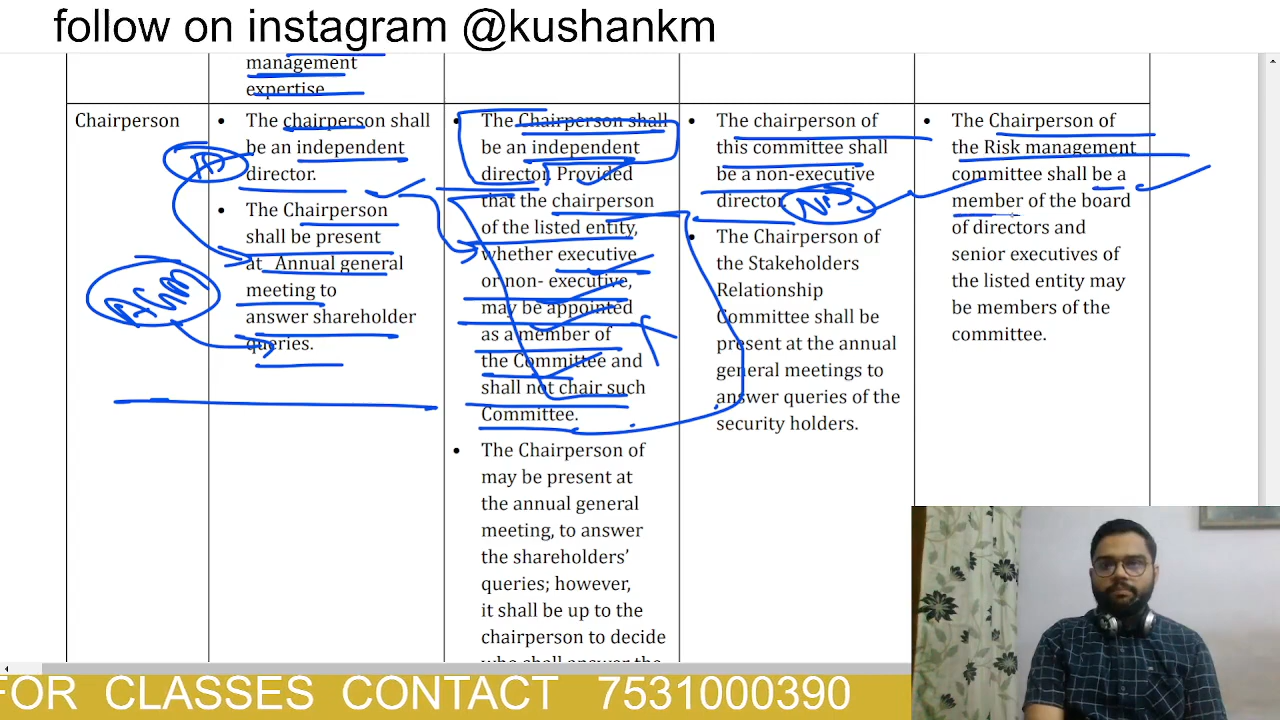 follow on instagram @kushankm
management
expertise
Chairperson
• The chairperson shall
be an independent
director.
• The Chairperson
shall be present
at Annual general
meeting to
answer shareholder
queries.
ID
AGM
• The Chairperson shall
be an independent
director. Provided
that the chairperson
of the listed entity,
whether executive
or non- executive,
may be appointed
as a member of
the Committee and
shall not chair such
Committee.
• The Chairperson of
may be present at
the annual general
meeting, to answer
the shareholders'
queries; however,
it shall be up to the
chairperson to decide
who shall answer the
• The chairperson of
this committee shall
be a non-executive
director.
• The Chairperson of
the Stakeholders
Relationship
Committee shall be
present at the annual
general meetings to
answer queries of the
security holders.
• The Chairperson of
the Risk management
committee shall be a
member of the board
of directors and
senior executives of
the listed entity may
be members of the
committee.
FOR CLASSES CONTACT 7531000390